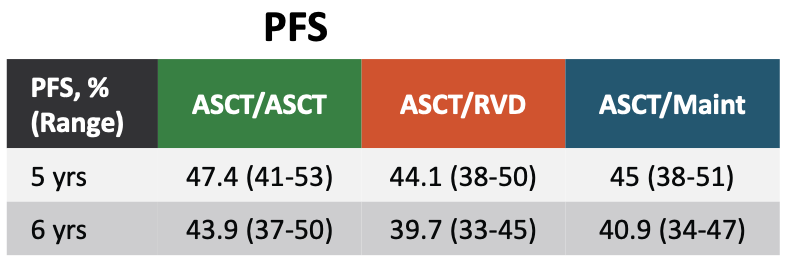 PFS
PFS, % (Range) ASCT/ASCT ASCT/RVD ASCT/Maint
5 yrs 47.4 (41-53) 44.1 (38-50) 45 (38-51)
6 yrs 43.9 (37-50) 39.7 (33-45) 40.9 (34-47)